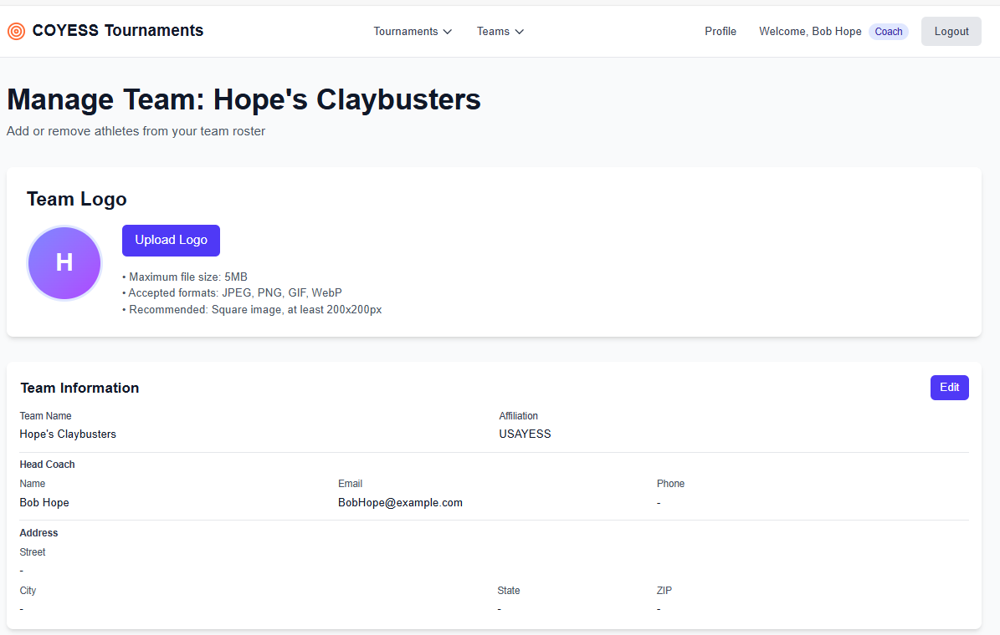 COYESS Tournaments Tournaments Teams Profile Welcome, Bob Hope Coach Logout
Manage Team: Hope's Claybusters
Add or remove athletes from your team roster
Team Logo
H
Upload Logo
• Maximum file size: 5MB
• Accepted formats: JPEG, PNG, GIF, WebP
• Recommended: Square image, at least 200x200px
Team Information Edit
Team Name Affiliation
Hope's Claybusters USAYESS
Head Coach
Name Email Phone
Bob Hope BobHope@example.com -
Address
Street
-
City State ZIP
- - -